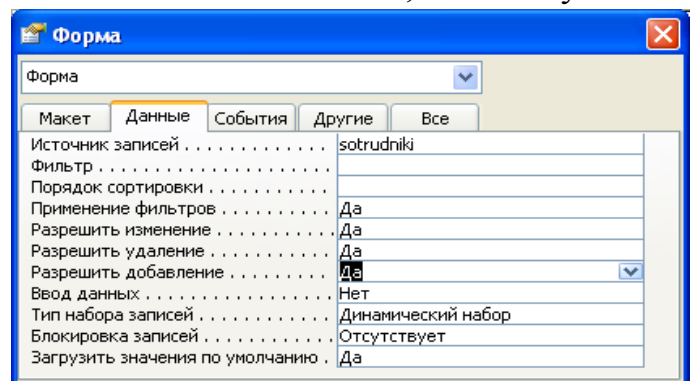 Форма
Форма
Макет Данные События Другие Все
Источник записей . . . . . . . . . . . . . sotrudniki
Фильтр . . . . . . . . . . . . . . . . . . . . . .
Порядок сортировки . . . . . . . . . . .
Применение фильтров . . . . . . . . . . Да
Разрешить изменение . . . . . . . . . . . Да
Разрешить удаление . . . . . . . . . . . Да
Разрешить добавление . . . . . . . . . Да
Ввод данных . . . . . . . . . . . . . . . . . Нет
Тип набора записей . . . . . . . . . . . . Динамический набор
Блокировка записей . . . . . . . . . . . . Отсутствует
Загрузить значения по умолчанию . Да